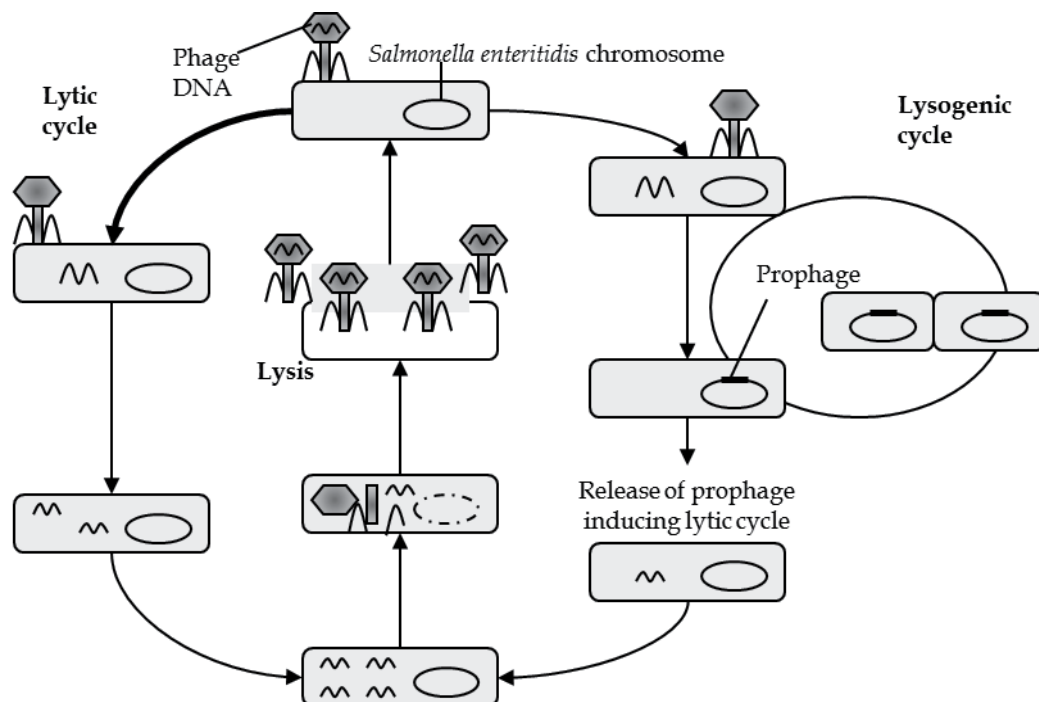 Phage
DNA
Salmonella enteritidis chromosome
Lytic
cycle
Lysogenic
cycle
Prophage
Lysis
Release of prophage
inducing lytic cycle